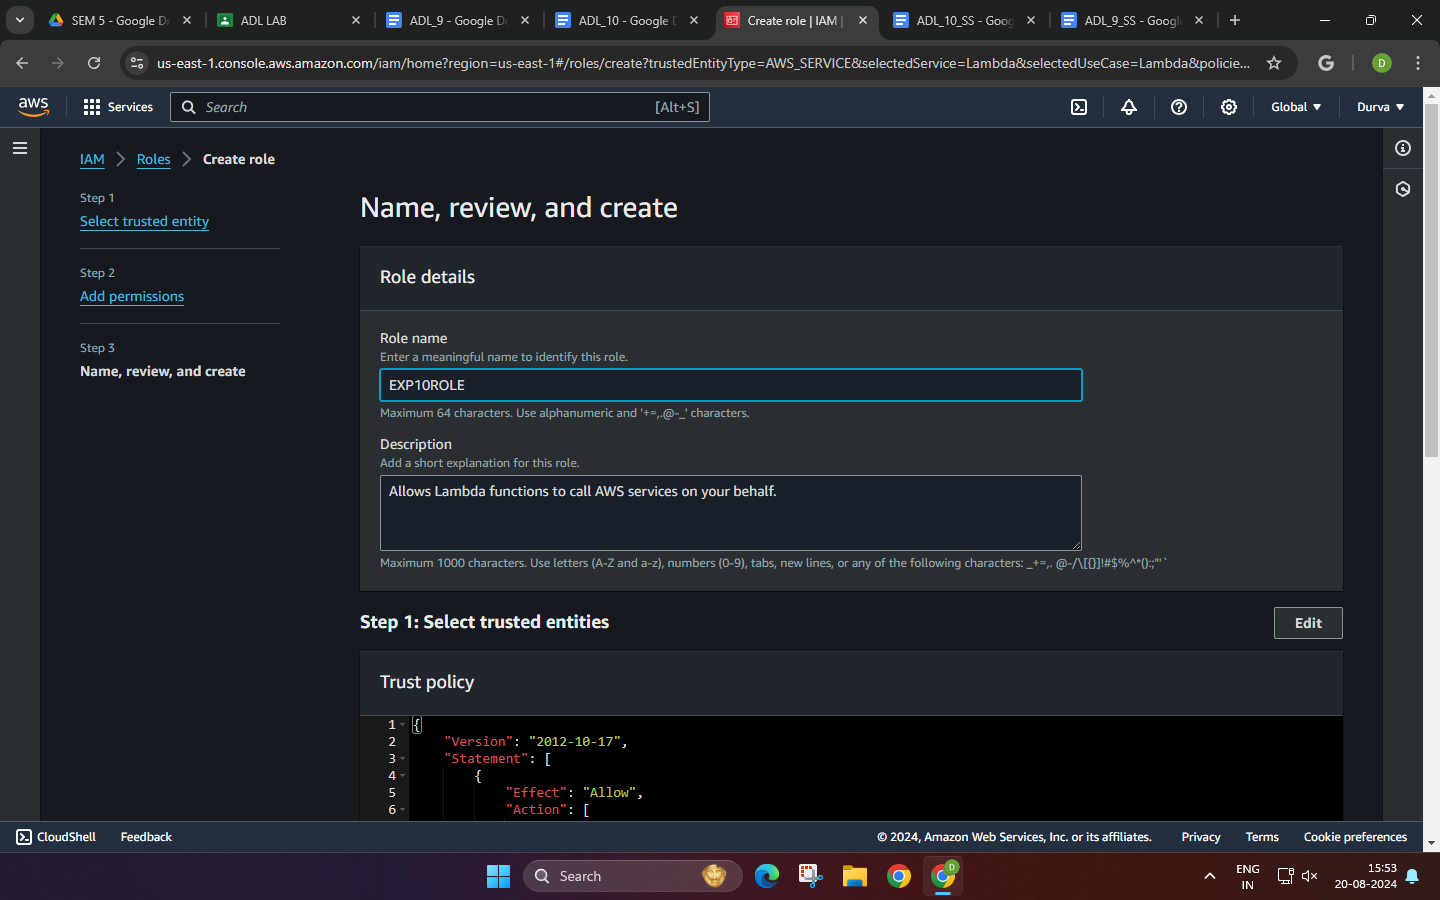 SEM 5 - Google Dr
ADL LAB
ADL_9 - Google Do
ADL_10 - Google D
Create role | IAM |
ADL_10_SS - Goog
ADL_9_SS - Google
us-east-1.console.aws.amazon.com/iam/home?region=us-east-1#/roles/create?trustedEntityType=AWS_SERVICE&selectedService=Lambda&selectedUseCase=Lambda&policie...
D
aws
Services
Search
[Alt+S]
Global
Durva
IAM
Roles
Create role
Step 1
Select trusted entity
Step 2
Add permissions
Step 3
Name, review, and create
Name, review, and create
Role details
Role name
Enter a meaningful name to identify this role.
EXP10ROLE
Maximum 64 characters. Use alphanumeric and '+=,.@-_' characters.
Description
Add a short explanation for this role.
Allows Lambda functions to call AWS services on your behalf.
Maximum 1000 characters. Use letters (A-Z and a-z), numbers (0-9), tabs, new lines, or any of the following characters: _+=,. @-/\[{}]!#$%^*();:"'`
Step 1: Select trusted entities
Edit
Trust policy
1 {
2 "Version": "2012-10-17",
3 "Statement": [
4 {
5 "Effect": "Allow",
6 "Action": [
CloudShell
Feedback
© 2024, Amazon Web Services, Inc. or its affiliates.
Privacy
Terms
Cookie preferences
Search
D
ENG
IN
15:53
20-08-2024